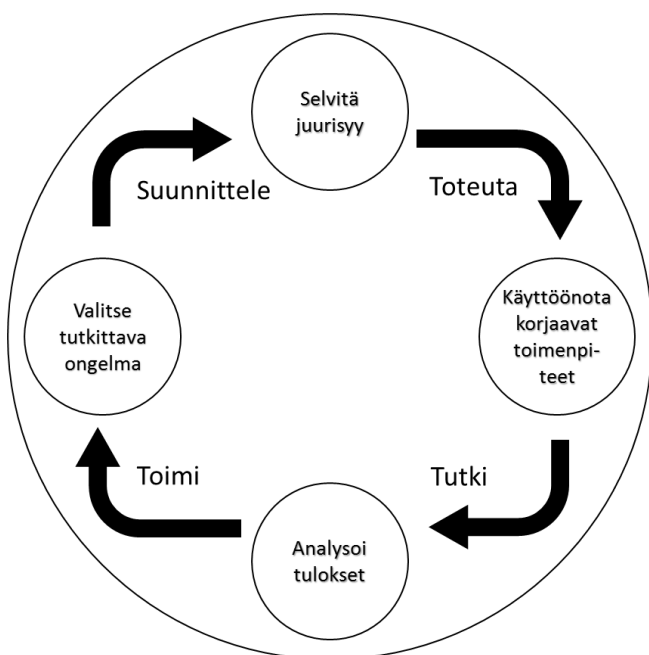 Selvitä
juurisyy
Suunnittele
Toteuta
Valitse
tutkittava
ongelma
Käyttöönota
korjaavat
toimenpi-
teet
Toimi
Tutki
Analysoi
tulokset